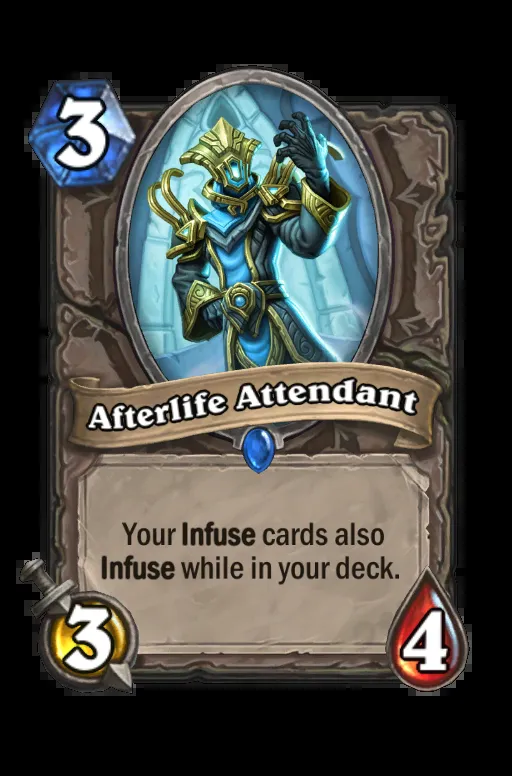 3
Afterlife Attendant
Your Infuse cards also
Infuse while in your deck.
3
4